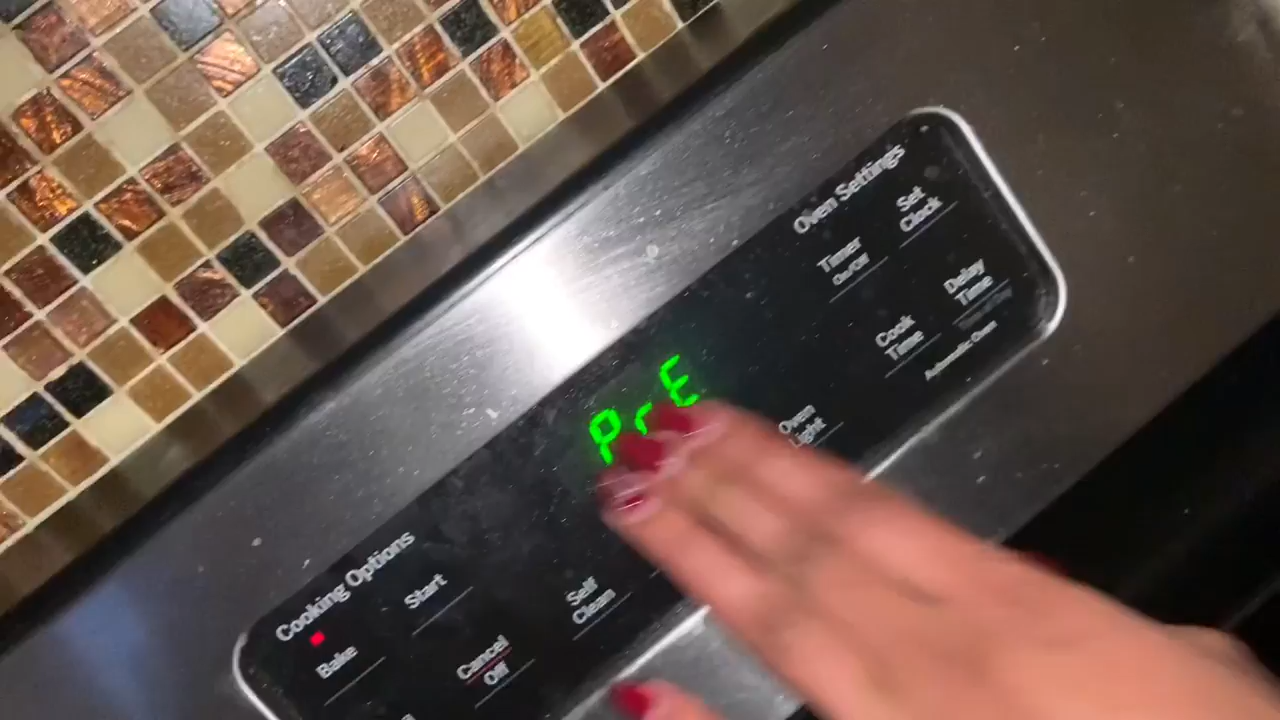 Cooking Options
Bake
Start
Cancel
Off
Self
Clean
PrE
Oven
Light
Oven Settings
Timer
On/Off
Set
Clock
Cook
Time
Delay
Time
Automatic Oven